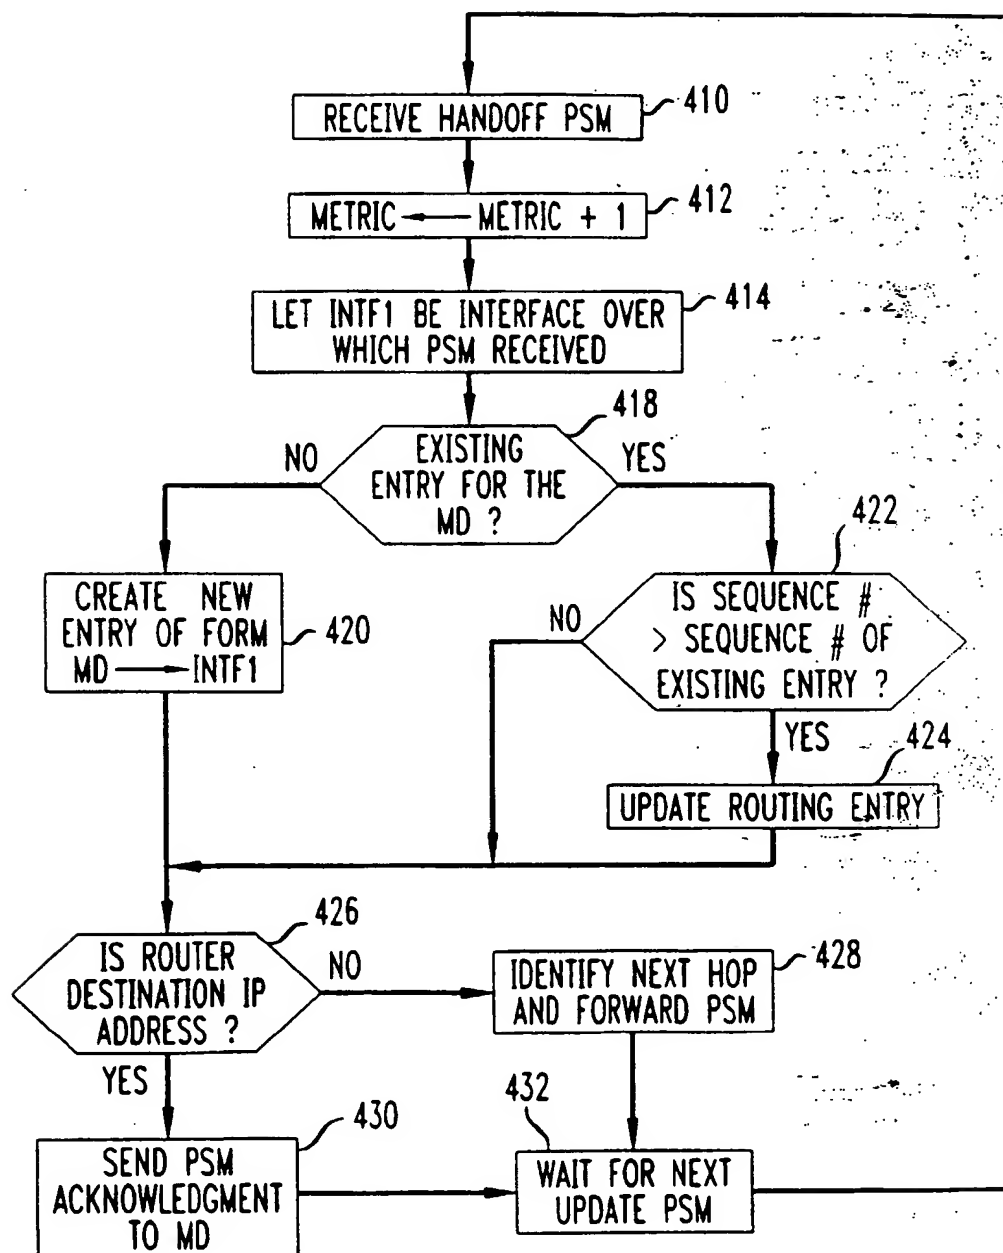 RECEIVE HANDOFF PSM
410
METRIC ← METRIC + 1
412
LET INTF1 BE INTERFACE OVER
WHICH PSM RECEIVED
414
418
EXISTING
ENTRY FOR THE
MD ?
NO
YES
CREATE NEW
ENTRY OF FORM
MD → INTF1
420
422
IS SEQUENCE #
> SEQUENCE # OF
EXISTING ENTRY ?
NO
YES
424
UPDATE ROUTING ENTRY
426
IS ROUTER
DESTINATION IP
ADDRESS ?
NO
YES
IDENTIFY NEXT HOP
AND FORWARD PSM
428
430
SEND PSM
ACKNOWLEDGMENT
TO MD
432
WAIT FOR NEXT
UPDATE PSM